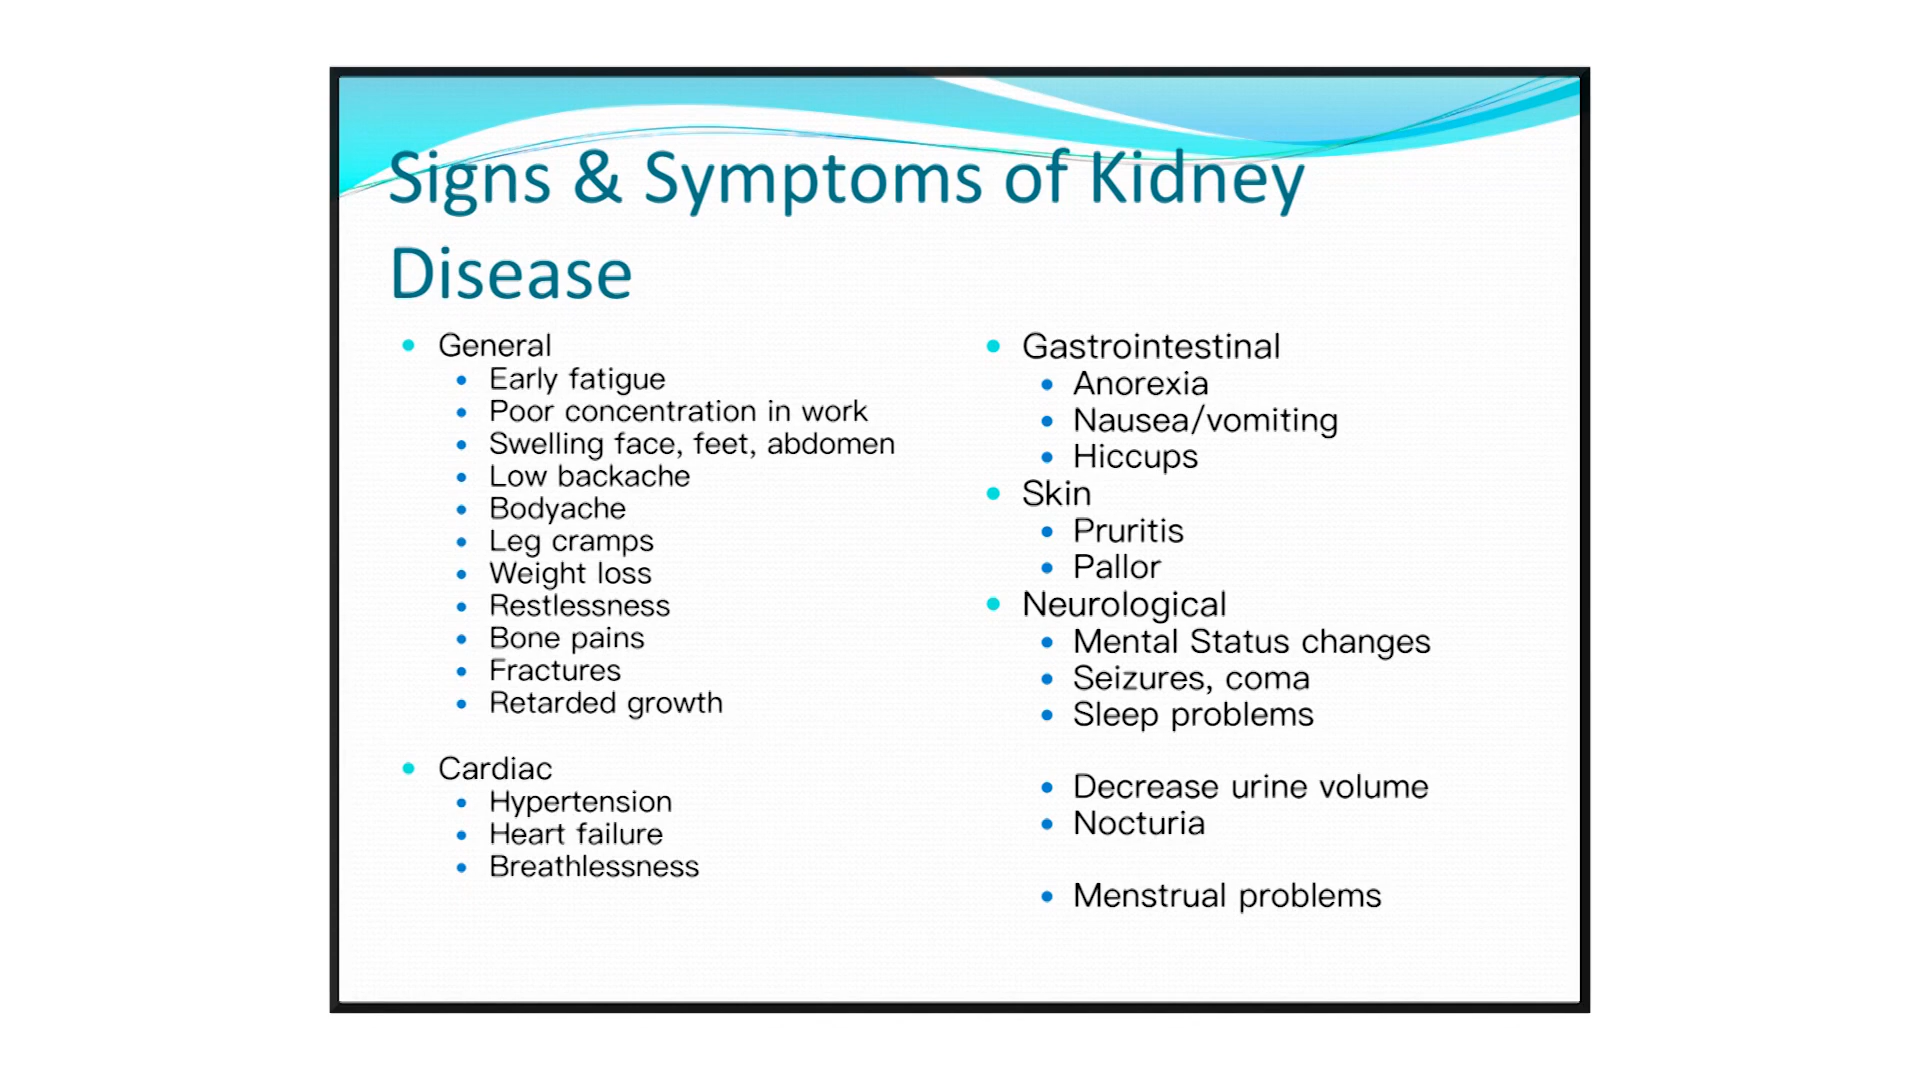 Signs & Symptoms of Kidney
Disease
General
Early fatigue
Poor concentration in work
Swelling face, feet, abdomen
Low backache
Bodyache
Leg cramps
Weight loss
Restlessness
Bone pains
Fractures
Retarded growth
Cardiac
Hypertension
Heart failure
Breathlessness
Gastrointestinal
Anorexia
Nausea/vomiting
Hiccups
Skin
Pruritis
Pallor
Neurological
Mental Status changes
Seizures, coma
Sleep problems
Decrease urine volume
Nocturia
Menstrual problems